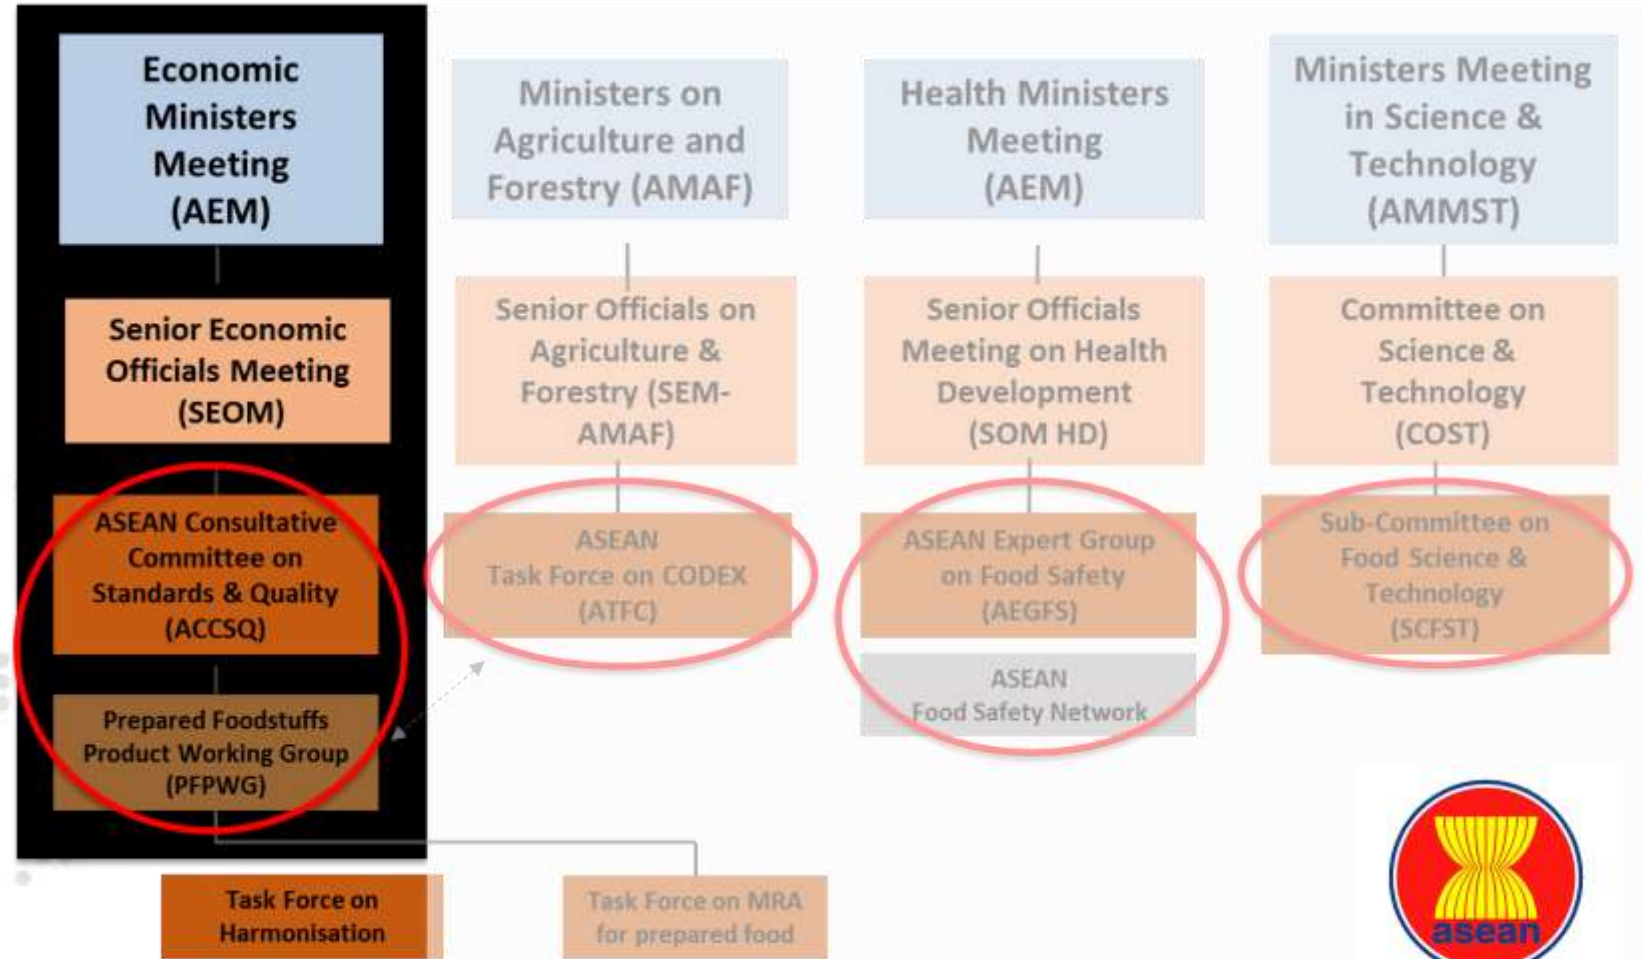 Economic
Ministers
Meeting
(AEM)
Senior Economic
Officials Meeting
(SEOM)
ASEAN Consultative
Committee on
Standards & Quality
(ACCSQ)
Prepared Foodstuffs
Product Working Group
(PFPWG)
Task Force on
Harmonisation
Ministers on
Agriculture and
Forestry (AMAF)
Senior Officials on
Agriculture &
Forestry (SEM-
AMAF)
ASEAN
Task Force on CODEX
(ATFC)
Task Force on MRA
for prepared food
Health Ministers
Meeting
(AEM)
Senior Officials
Meeting on Health
Development
(SOM HD)
ASEAN Expert Group
on Food Safety
(AEGFS)
ASEAN
Food Safety Network
Ministers Meeting
in Science &
Technology
(AMMST)
Committee on
Science &
Technology
(COST)
Sub-Committee on
Food Science &
Technology
(SCFST)
asean